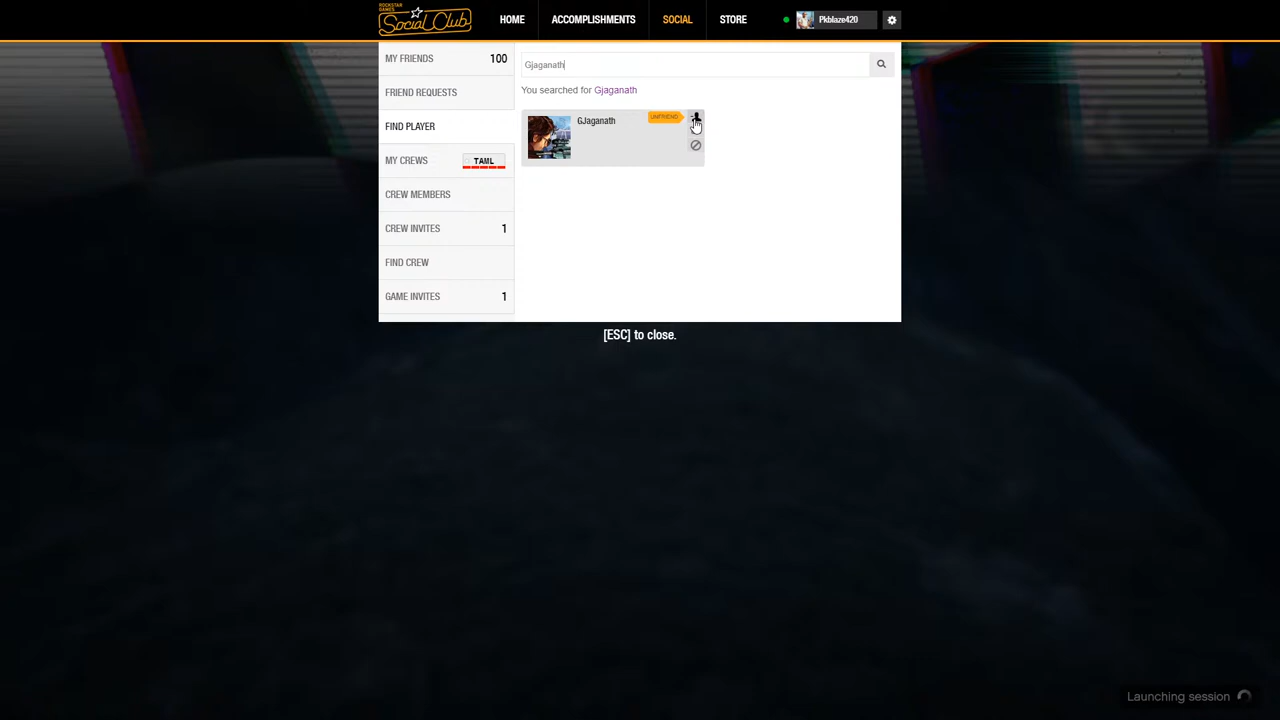 ROCKSTAR GAMES
Social Club
HOME
ACCOMPLISHMENTS
SOCIAL
STORE
Pkblaze420
MY FRIENDS 100
FRIEND REQUESTS
FIND PLAYER
MY CREWS TAML
CREW MEMBERS
CREW INVITES 1
FIND CREW
GAME INVITES 1
Gjaganath
You searched for Gjaganath
GJaganath
UNFRIEND
[ESC] to close.
Launching session